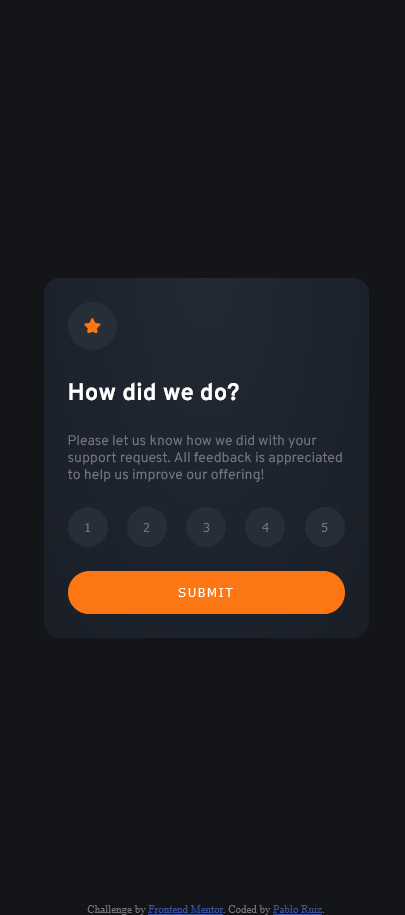 How did we do?
Please let us know how we did with your
support request. All feedback is appreciated
to help us improve our offering!
1 2 3 4 5
SUBMIT
Challenge by Frontend Mentor. Coded by Pablo Ruiz.